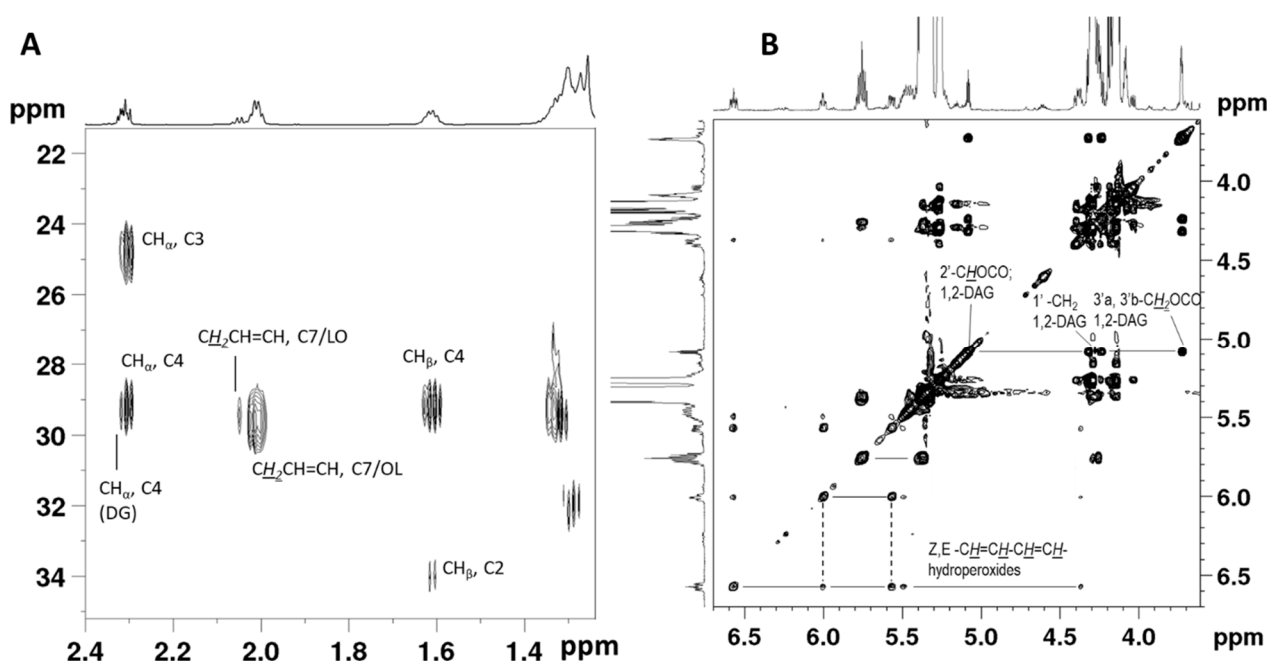 A
ppm
22
24
CHα, C3
26
CH2CH=CH, C7/LO
28
CHα, C4
CHβ, C4
30
CH2CH=CH, C7/OL
CHα, C4
(DG)
32
34
CHβ, C2
2.4 2.2 2.0 1.8 1.6 1.4 ppm
B
ppm
4.0
4.5
2'-CHOCO;
1,2-DAG
1' -CH2
1,2-DAG
3'a, 3'b-CH2OCO
1,2-DAG
5.0
5.5
6.0
Z,E -CH=CH-CH=CH-
hydroperoxides
6.5
6.5 6.0 5.5 5.0 4.5 4.0 ppm